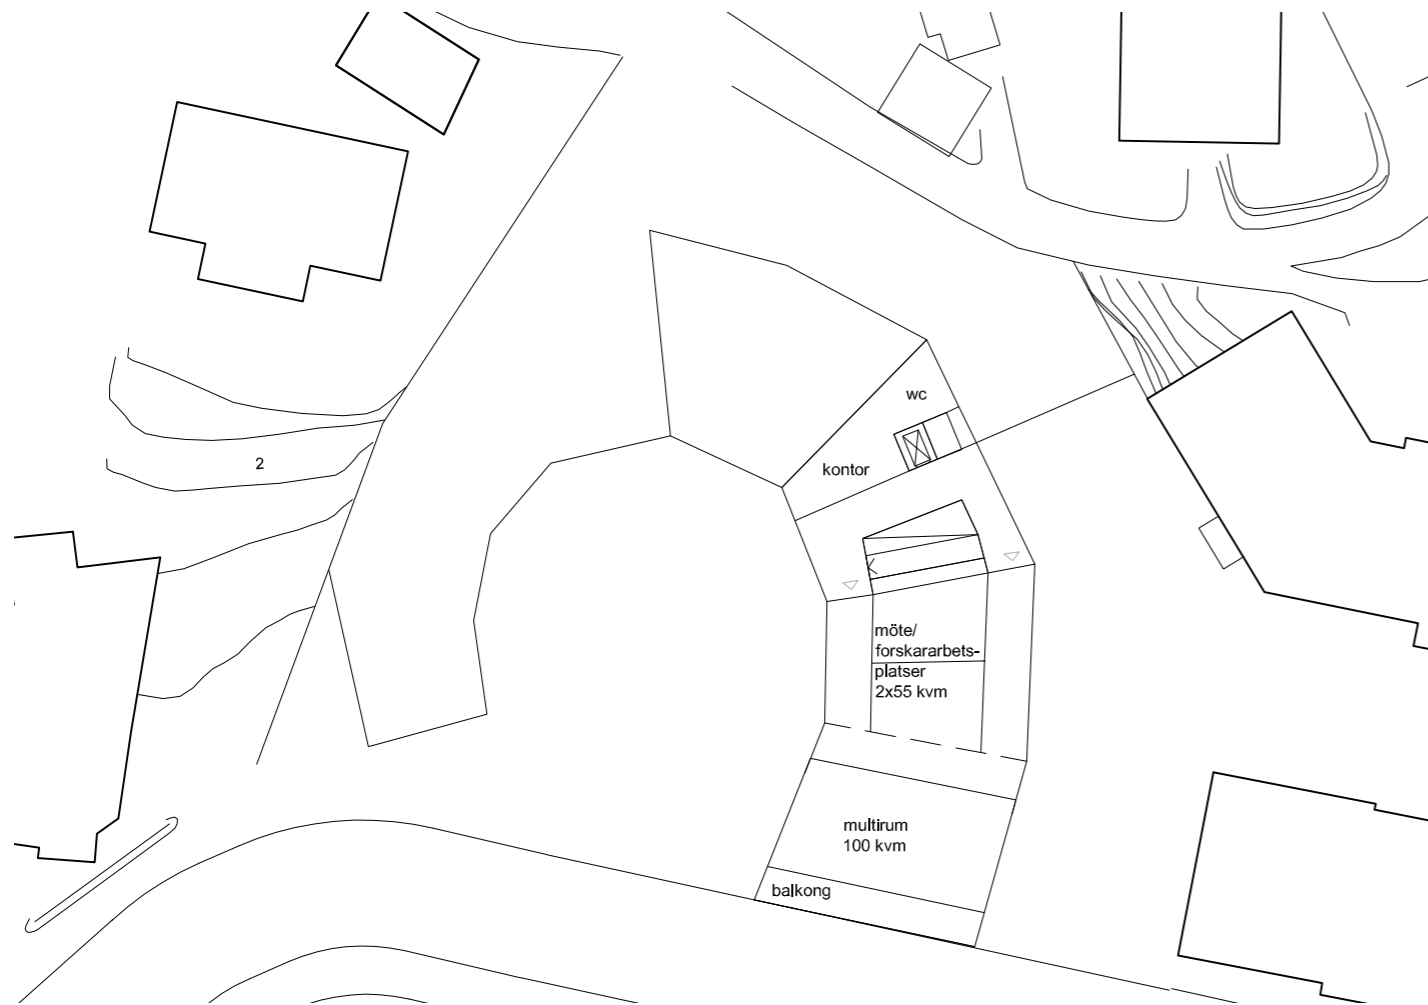 wc
2
kontor
möte/
forskararbets-
platser
2x55 kvm
multirum
100 kvm
balkong